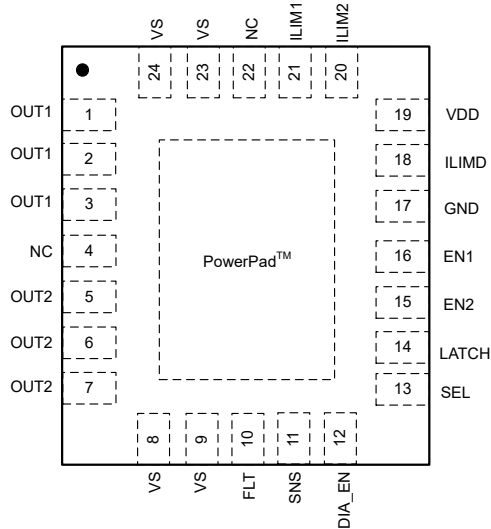 VS VS NC ILIM1 ILIM2
24 23 22 21 20
OUT1 1 19 VDD
OUT1 2 18 ILIMD
OUT1 3 17 GND
NC 4 16 EN1
PowerPad™
OUT2 5 15 EN2
OUT2 6 14 LATCH
OUT2 7 13 SEL
8 9 10 11 12
VS VS FLT SNS DIA_EN